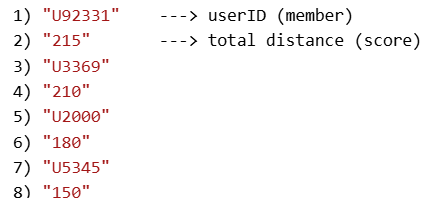 1) "U92331"    ---> userID (member)
2) "215"       ---> total distance (score)
3) "U3369"
4) "210"
5) "U2000"
6) "180"
7) "U5345"
8) "150"